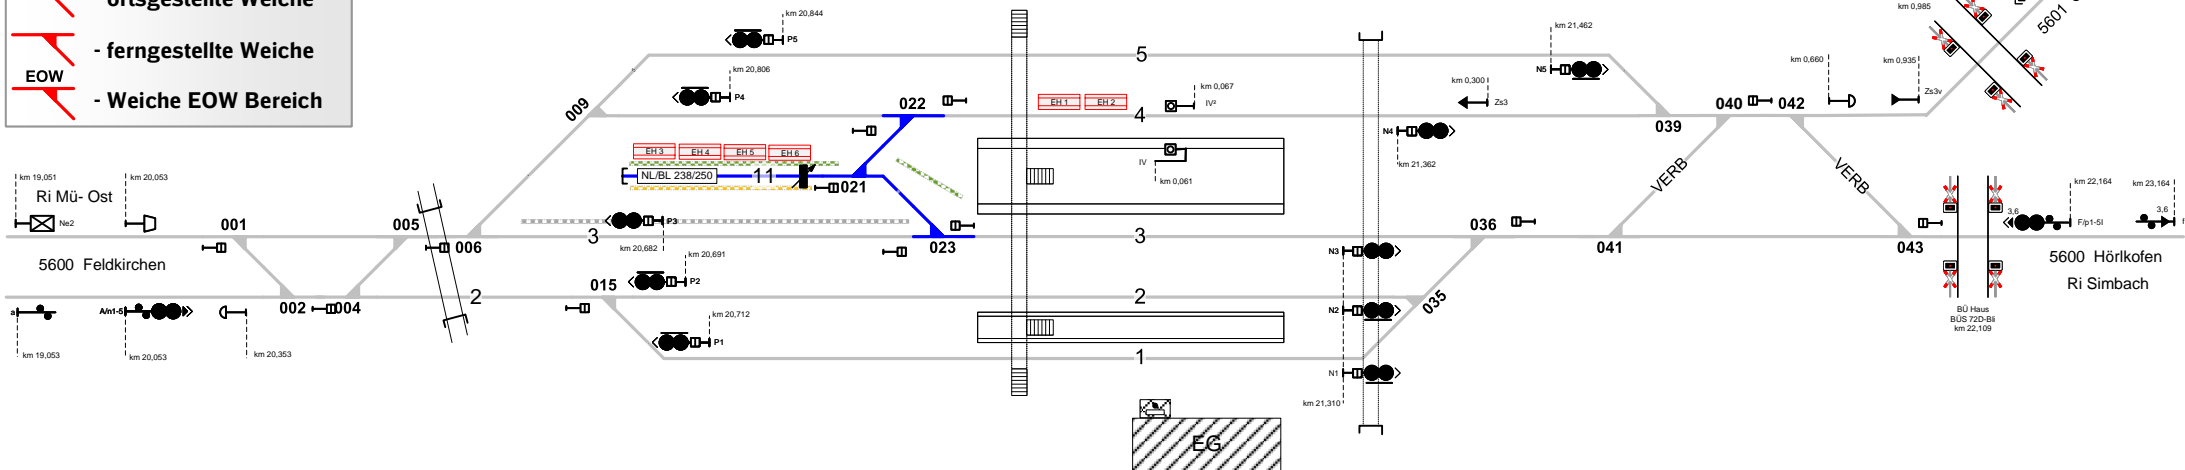 - ortsgestellte Weiche
- ferngestellte Weiche
EOW
- Weiche EOW Bereich
km 20,844
P5
km 20,806
P4
009
022
5
4
EH 1
EH 2
km 0,067
IV²
km 0,300
Zs3
km 21,462
N5
km 0,660
km 0,935
Zs3v
km 0,985
5601
039
040
042
N4
km 21,362
EH 3
EH 4
EH 5
EH 6
NL/BL 238/250
11
021
IV
km 0,061
VERB
VERB
km 19,051
km 20,053
Ri Mü- Ost
Ne2
001
005
006
3
P3
km 20,682
023
3
036
041
043
km 22,164
km 23,164
3,6
3,6
F/p1-5l
f
5600 Feldkirchen
5600 Hörlkofen
Ri Simbach
N3
km 20,691
P2
015
2
2
002
004
a
A/n1-5
km 19,053
km 20,053
km 20,353
km 20,712
P1
N2
035
1
N1
km 21,310
BÜ Haus
BÜS 72D-Bli
km 22,109
EG